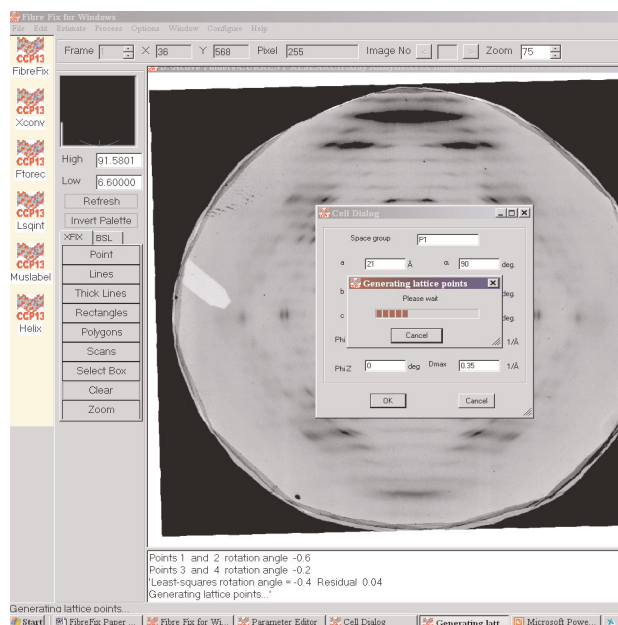 Fibre Fix for Windows
File Edit Estimate Process Options Window Configure Help
Frame 1 X 36 Y 568 Pixel 255 Image No < > Zoom 75
CCP13
FibreFix
CCP13
Xconv
CCP13
Ftorec
CCP13
Lsqint
CCP13
Muslabel
CCP13
Helix
High 91.5801
Low 6.60000
Refresh
Invert Palette
XFIX BSL
Point
Lines
Thick Lines
Rectangles
Polygons
Scans
Select Box
Clear
Zoom
Cell Dialog
Space group P1
a 21 Å α 90 deg.
Generating lattice points
b deg.
Please wait
c deg.
Cancel
Phi 1/Å
PhiZ 0 deg Dmax 0.35 1/Å
OK Cancel
Points 1 and 2 rotation angle -0.6
Points 3 and 4 rotation angle -0.2
'Least-squares rotation angle = -0.4 Residual 0.04
Generating lattice points...'
Generating lattice points...
Start FibreFix Paper ... Fibre Fix for Wi... Parameter Editor Cell Dialog Generating latt... Microsoft Powe...